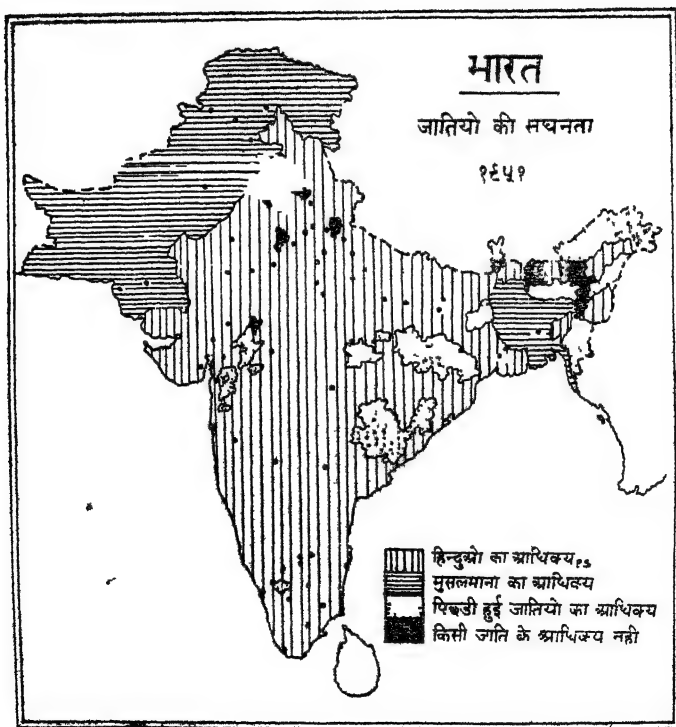 भारत
जातियो की सघनता
१९५१
हिन्दुओ का आधिक्य
मुसलमाना का आधिक्य
पिछडी हुई जातियो का आधिक्य
किसी जाति के आधिक्य नही